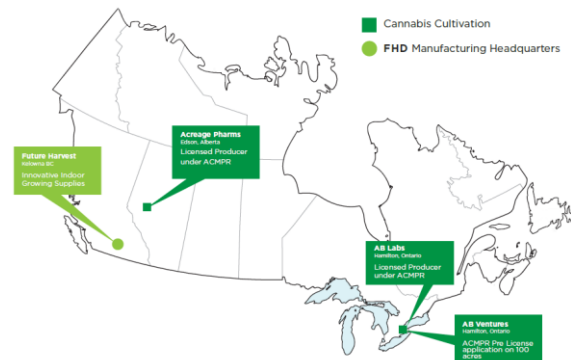 Cannabis Cultivation
FHD Manufacturing Headquarters
Acreage Pharms
Edson, Alberta
Licensed Producer
under ACMPR
Future Harvest
Kelowna BC
Innovative Indoor
Growing Supplies
AB Labs
Hamilton, Ontario
Licensed Producer
under ACMPR
AB Ventures
Hamilton, Ontario
ACMPR Pre License
application on 100
acres